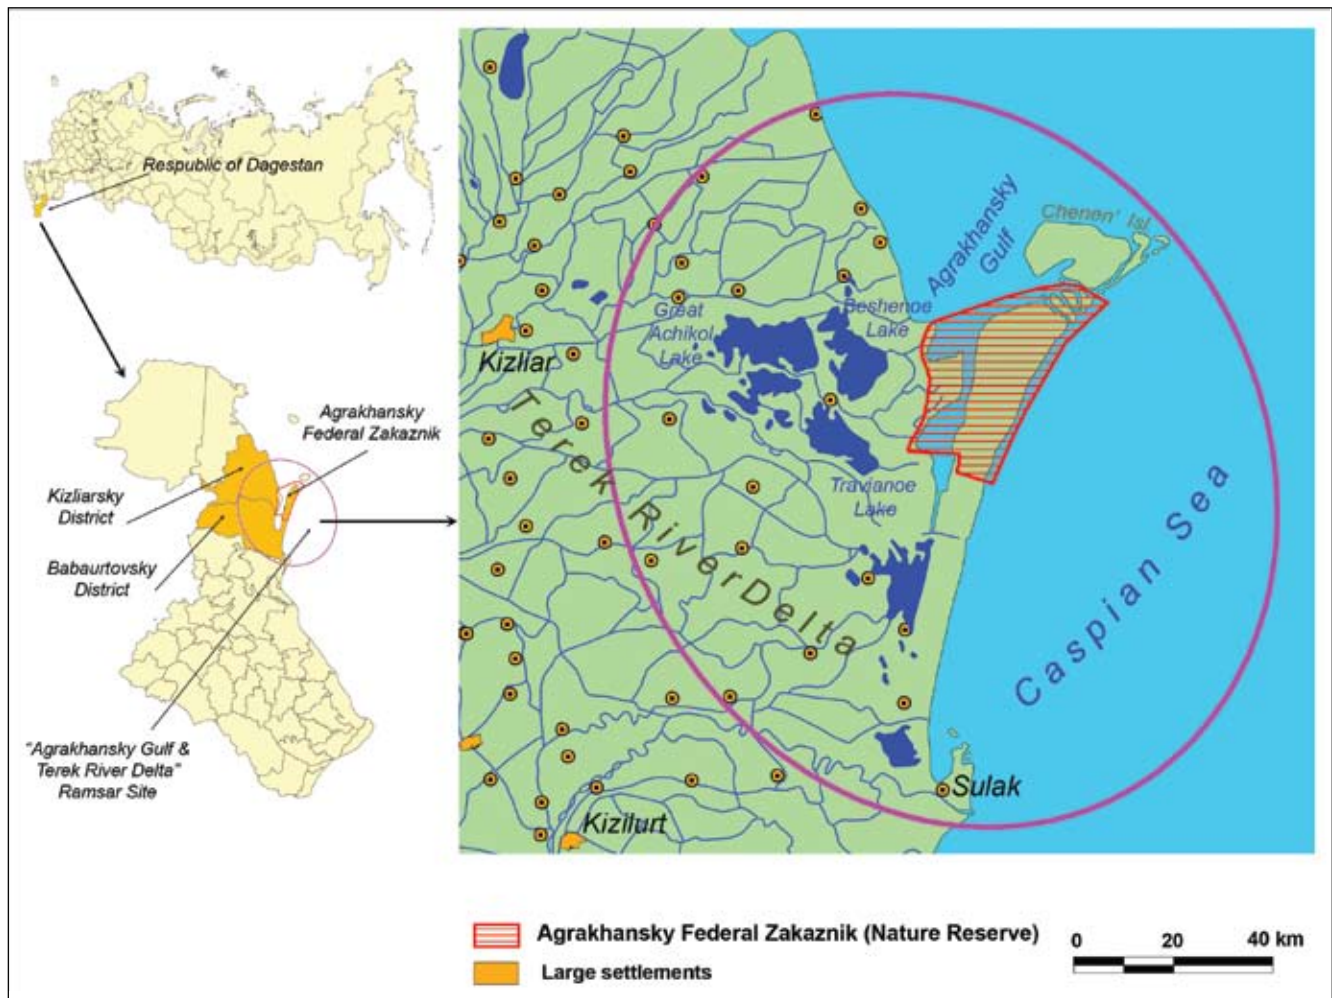 Respublic of Dagestan
Agrakhansky
Federal Zakaznik
Kizliarsky
District
Babaurtovsky
District
"Agrakhansky Gulf &
Terek River Delta"
Ramsar Site
Agrakhansky
Gulf
Chenen' Isl.
Great
Achikol
Lake
Beshenoe
Lake
Kizliar
Travianoe
Lake
Terek River Delta
Caspian Sea
Sulak
Kizilurt
Agrakhansky Federal Zakaznik (Nature Reserve)
Large settlements
0 20 40 km